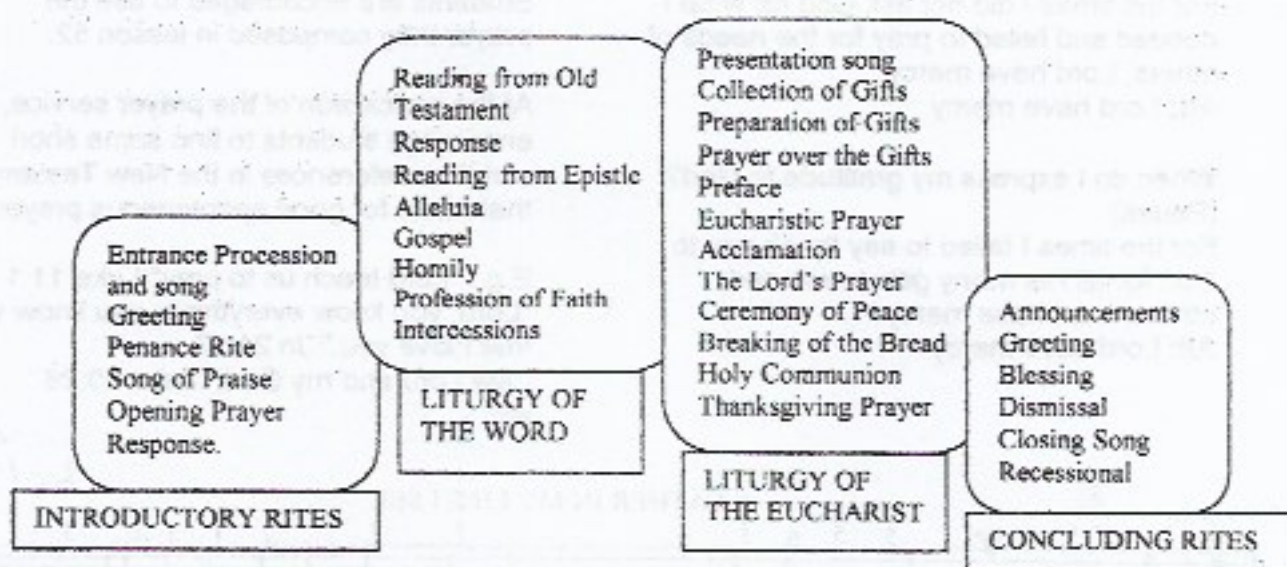 Entrance Procession
and song
Greeting
Penance Rite
Song of Praise
Opening Prayer
Response.
INTRODUCTORY RITES
Reading from Old
Testament
Response
Reading from Epistle
Alleluia
Gospel
Homily
Profession of Faith
Intercessions
LITURGY OF
THE WORD
Presentation song
Collection of Gifts
Preparation of Gifts
Prayer over the Gifts
Preface
Eucharistic Prayer
Acclamation
The Lord's Prayer
Ceremony of Peace
Breaking of the Bread
Holy Communion
Thanksgiving Prayer
LITURGY OF
THE EUCHARIST
Announcements
Greeting
Blessing
Dismissal
Closing Song
Recessional
CONCLUDING RITES